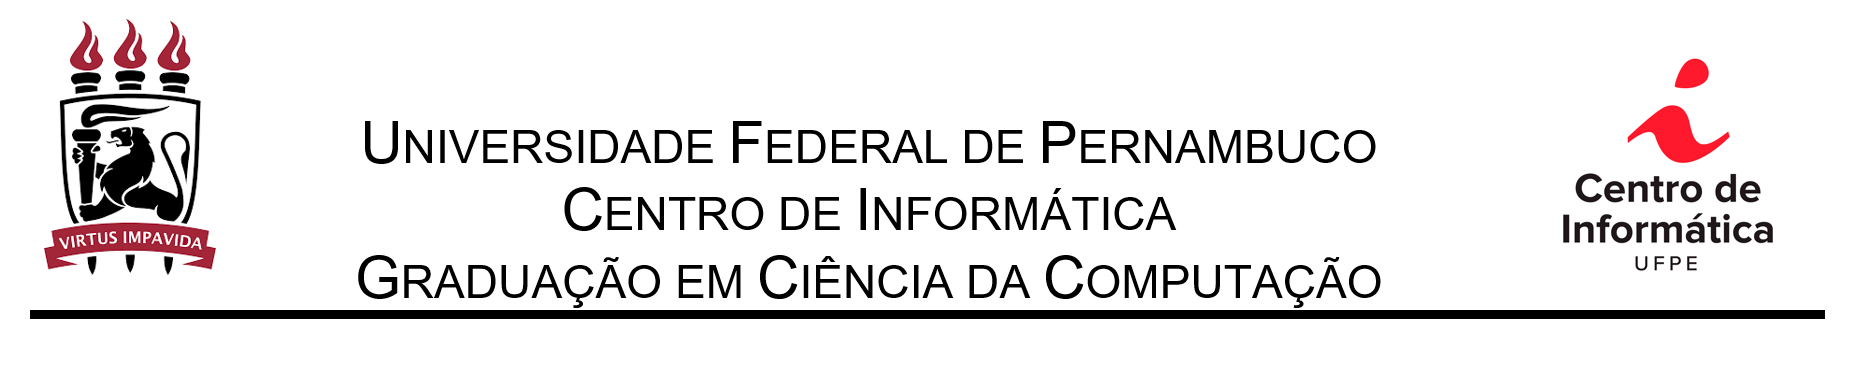 VIRTUS IMPAVIDA
UNIVERSIDADE FEDERAL DE PERNAMBUCO
CENTRO DE INFORMÁTICA
GRADUAÇÃO EM CIÊNCIA DA COMPUTAÇÃO
Centro de
Informática
UFPE